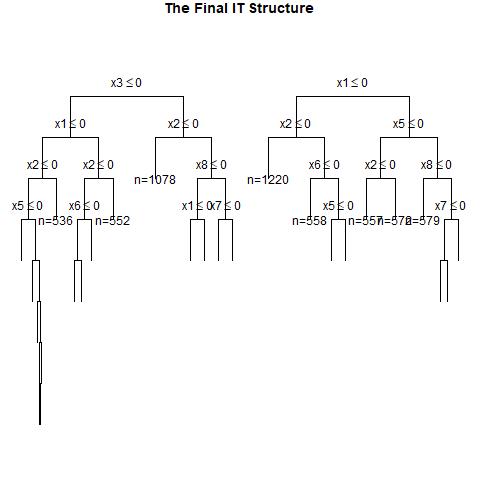 The Final IT Structure
x3 ≤ 0 x1 ≤ 0
x1 ≤ 0 x2 ≤ 0 x2 ≤ 0 x5 ≤ 0
x2 ≤ 0 x2 ≤ 0 n=1078 x8 ≤ 0 n=1220 x6 ≤ 0 x2 ≤ 0 x8 ≤ 0
x5 ≤ 0 n=536 x6 ≤ 0 n=552 x1 ≤ 0 x7 ≤ 0 n=558 x5 ≤ 0 n=557 n=572 n=579 x7 ≤ 0